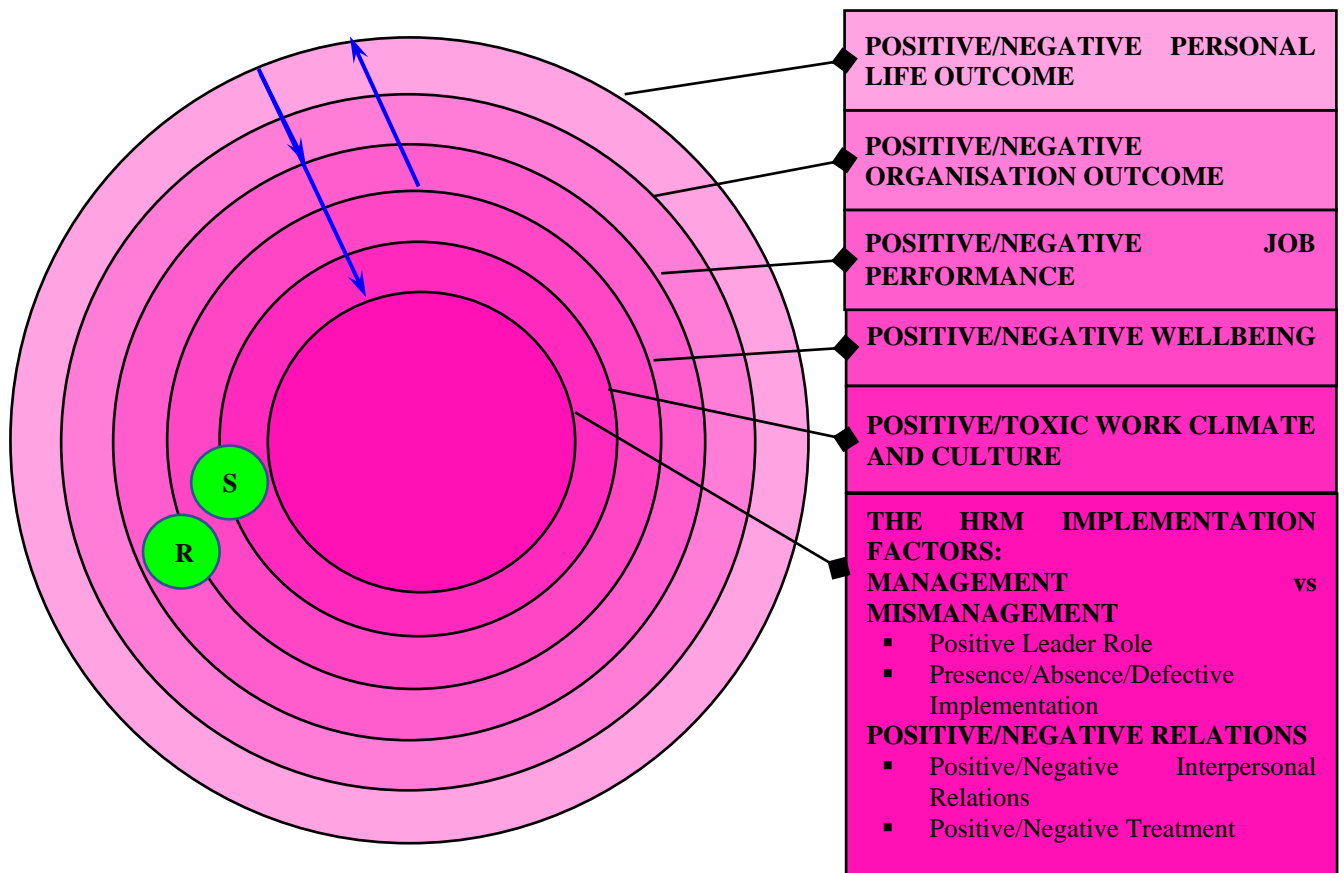 POSITIVE/NEGATIVE PERSONAL
LIFE OUTCOME
POSITIVE/NEGATIVE
ORGANISATION OUTCOME
POSITIVE/NEGATIVE JOB
PERFORMANCE
POSITIVE/NEGATIVE WELLBEING
POSITIVE/TOXIC WORK CLIMATE
AND CULTURE
THE HRM IMPLEMENTATION
FACTORS:
MANAGEMENT vs
MISMANAGEMENT
▪ Positive Leader Role
▪ Presence/Absence/Defective
Implementation
POSITIVE/NEGATIVE RELATIONS
▪ Positive/Negative Interpersonal
Relations
▪ Positive/Negative Treatment
S
R